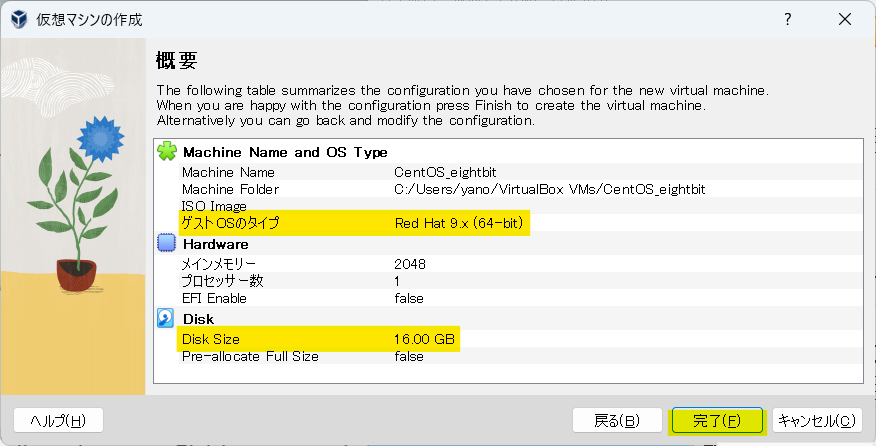 仮想マシンの作成
?
概要
The following table summarizes the configuration you have chosen for the new virtual machine.
When you are happy with the configuration press Finish to create the virtual machine.
Alternatively you can go back and modify the configuration.
Machine Name and OS Type
Machine Name CentOS_eightbit
Machine Folder C:/Users/yano/VirtualBox VMs/CentOS_eightbit
ISO Image
ゲストOSのタイプ Red Hat 9.x (64-bit)
Hardware
メインメモリー 2048
プロセッサー数 1
EFI Enable false
Disk
Disk Size 16.00 GB
Pre-allocate Full Size false
ヘルプ(H) 戻る(B) 完了(F) キャンセル(C)